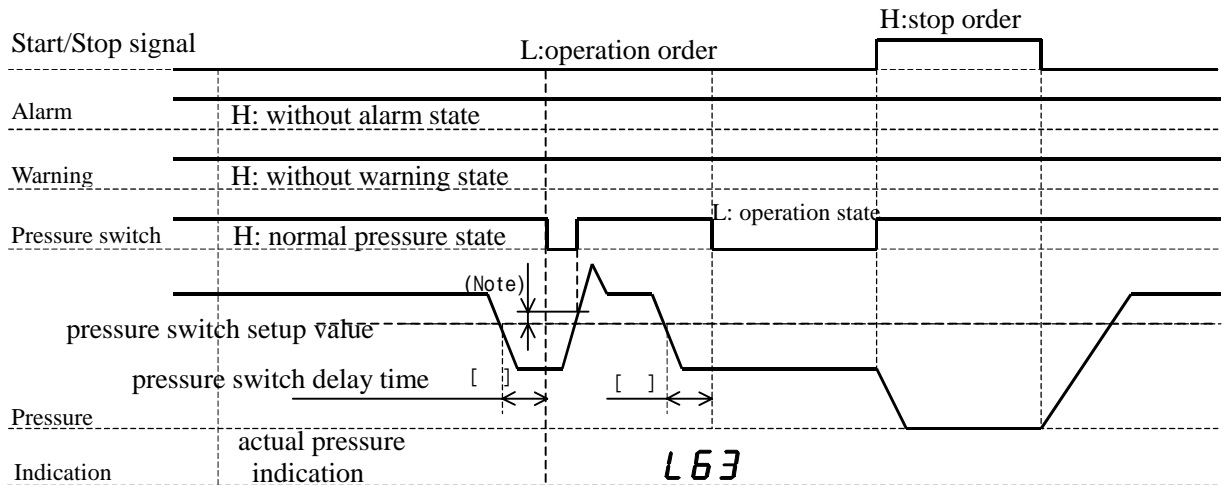 H:stop order
Start/Stop signal
L:operation order
Alarm
H: without alarm state
Warning
H: without warning state
L: operation state
Pressure switch
H: normal pressure state
(Note)
pressure switch setup value
pressure switch delay time
[ ]
[ ]
Pressure
actual pressure
indication
Indication
L63